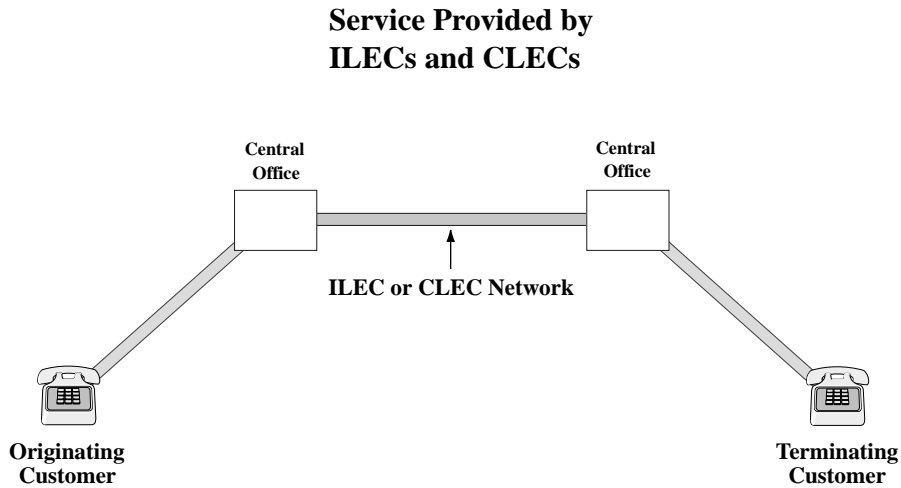 Service Provided by
ILECs and CLECs
Central
Office
Central
Office
ILEC or CLEC Network
Originating
Customer
Terminating
Customer